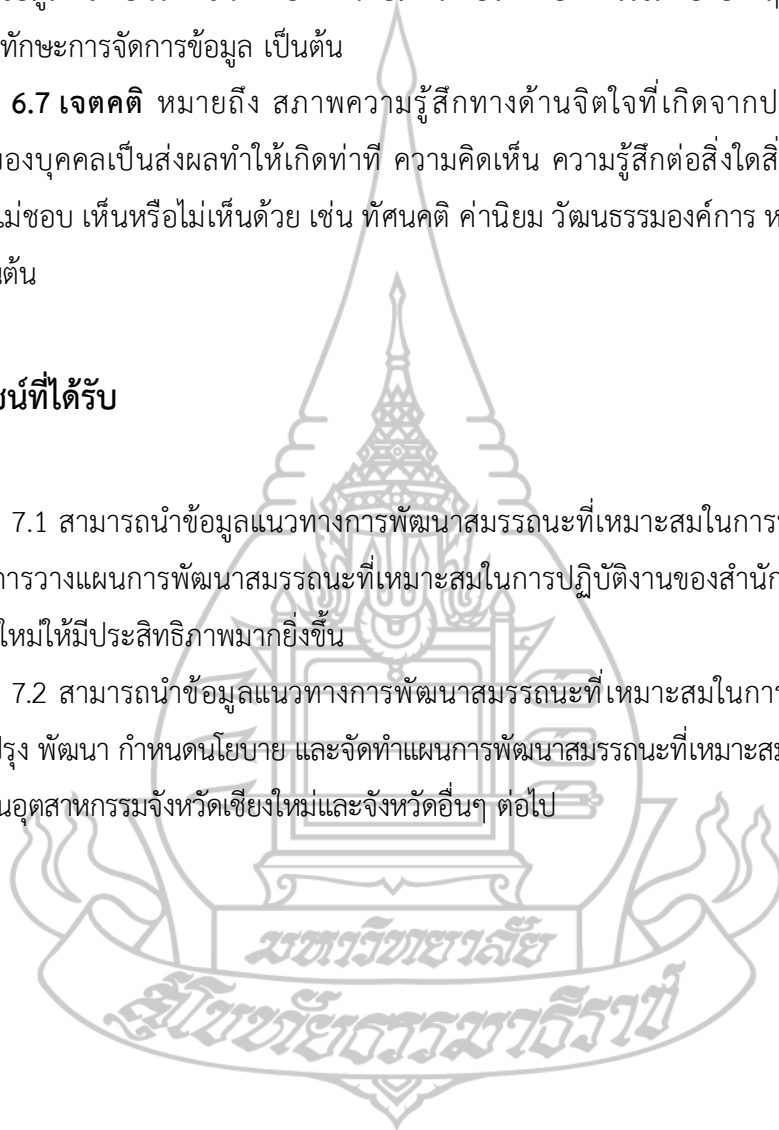 ทักษะการจัดการข้อมูล เป็นต้น
6.7 เจตคติ หมายถึง สภาพความรู้สึกทางด้านจิตใจที่เกิดจากป
ของบุคคลเป็นส่งผลทำให้เกิดท่าที ความคิดเห็น ความรู้สึกต่อสิ่งใดสิ่
ม่ชอบ เห็นหรือไม่เห็นด้วย เช่น ทัศนคติ ค่านิยม วัฒนธรรมองค์การ ห
นต้น
ชน์ที่ได้รับ
7.1 สามารถนำข้อมูลแนวทางการพัฒนาสมรรถนะที่เหมาะสมในการ
การวางแผนการพัฒนาสมรรถนะที่เหมาะสมในการปฏิบัติงานของสำนัก
ใหม่ให้มีประสิทธิภาพมากยิ่งขึ้น
7.2 สามารถนำข้อมูลแนวทางการพัฒนาสมรรถนะที่เหมาะสมในการ
ปรุง พัฒนา กำหนดนโยบาย และจัดทำแผนการพัฒนาสมรรถนะที่เหมาะสม
นอุตสาหกรรมจังหวัดเชียงใหม่และจังหวัดอื่นๆ ต่อไป
มหาวิทยาลัย
สุโขทัยธรรมาธิราช